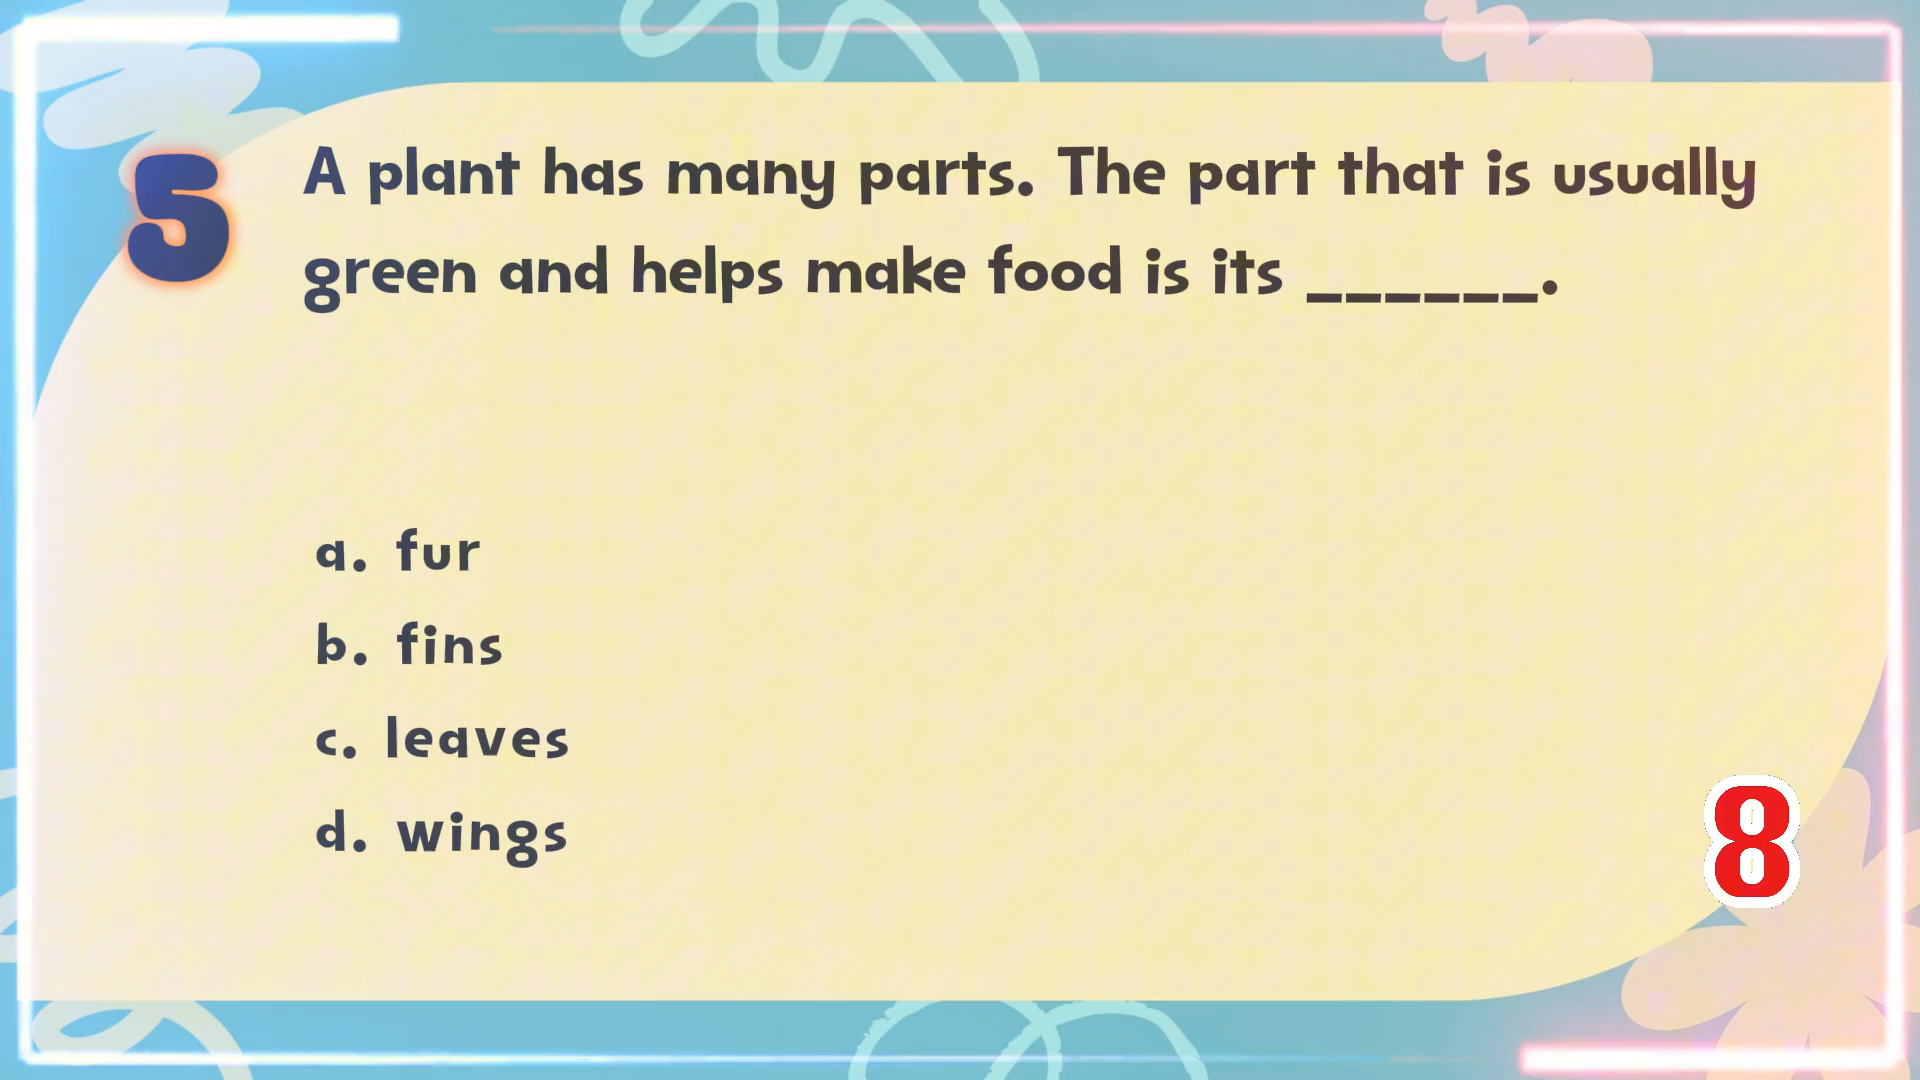 5
A plant has many parts. The part that is usually
green and helps make food is its ______.
a. fur
b. fins
c. leaves
d. wings
8